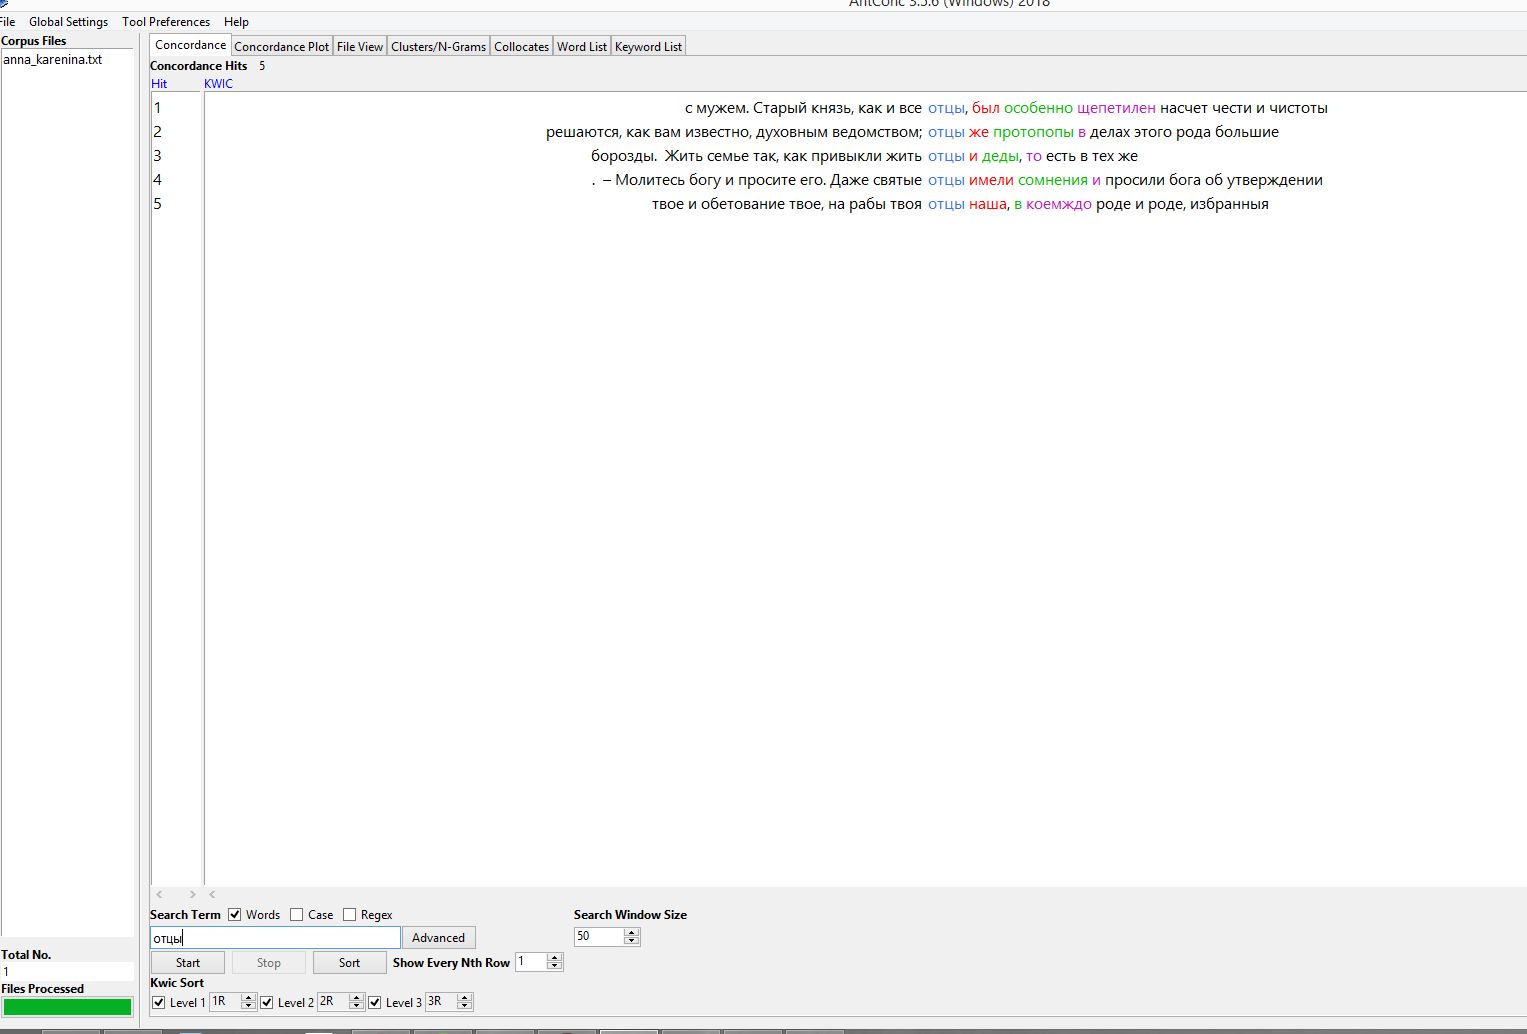 AntConc 3.5.6 (Windows) 2018
File Global Settings Tool Preferences Help
Corpus Files
anna_karenina.txt
Concordance Concordance Plot File View Clusters/N-Grams Collocates Word List Keyword List
Concordance Hits 5
Hit KWIC
1 с мужем. Старый князь, как и все отцы, был особенно щепетилен насчет чести и чистоты
2 решаются, как вам известно, духовным ведомством; отцы же протопопы в делах этого рода большие
3 борозды. Жить семье так, как привыкли жить отцы и деды, то есть в тех же
4 . – Молитесь богу и просите его. Даже святые отцы имели сомнения и просили бога об утверждении
5 твое и обетование твое, на рабы твоя отцы наша, в коемждо роде и роде, избранныя
Search Term Words Case Regex Search Window Size
отцы Advanced 50
Start Stop Sort Show Every Nth Row 1
Kwic Sort
Level 1 1R Level 2 2R Level 3 3R
Total No.
1
Files Processed